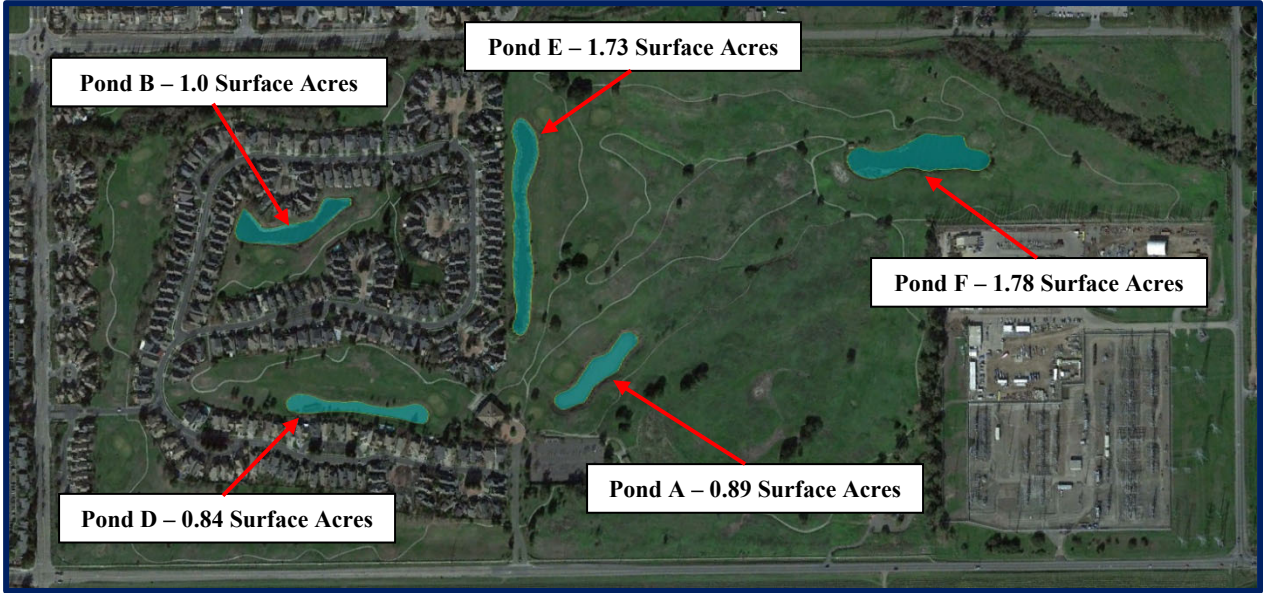 Pond E – 1.73 Surface Acres
Pond B – 1.0 Surface Acres
Pond F – 1.78 Surface Acres
Pond A – 0.89 Surface Acres
Pond D – 0.84 Surface Acres